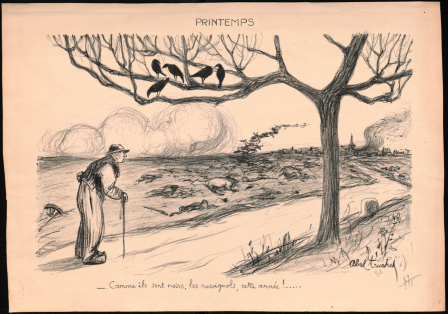 PRINTEMPS
Abel Truchet
— Comme ils sont noirs, les rossignols, cette année !.....